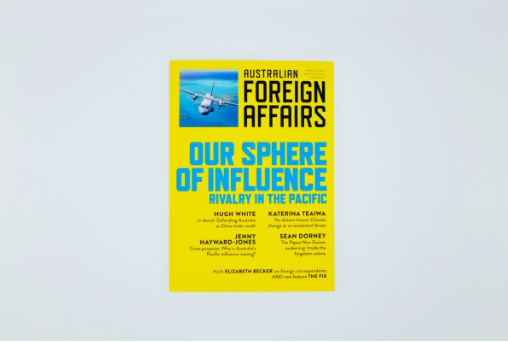 AUSTRALIAN
FOREIGN
AFFAIRS
OUR SPHERE
OF INFLUENCE
RIVALRY IN THE PACIFIC
HUGH WHITE
In denial: Defending Australia
as China looks south
KATERINA TEAIWA
No distant future: Climate
change as an existential threat
JENNY
HAYWARD-JONES
Cross purposes: Why is Australia's
Pacific influence waning?
SEAN DORNEY
The Papua New Guinea
awakening: Inside the
forgotten colony
PLUS ELIZABETH BECKER on foreign correspondents
AND new feature THE FIX